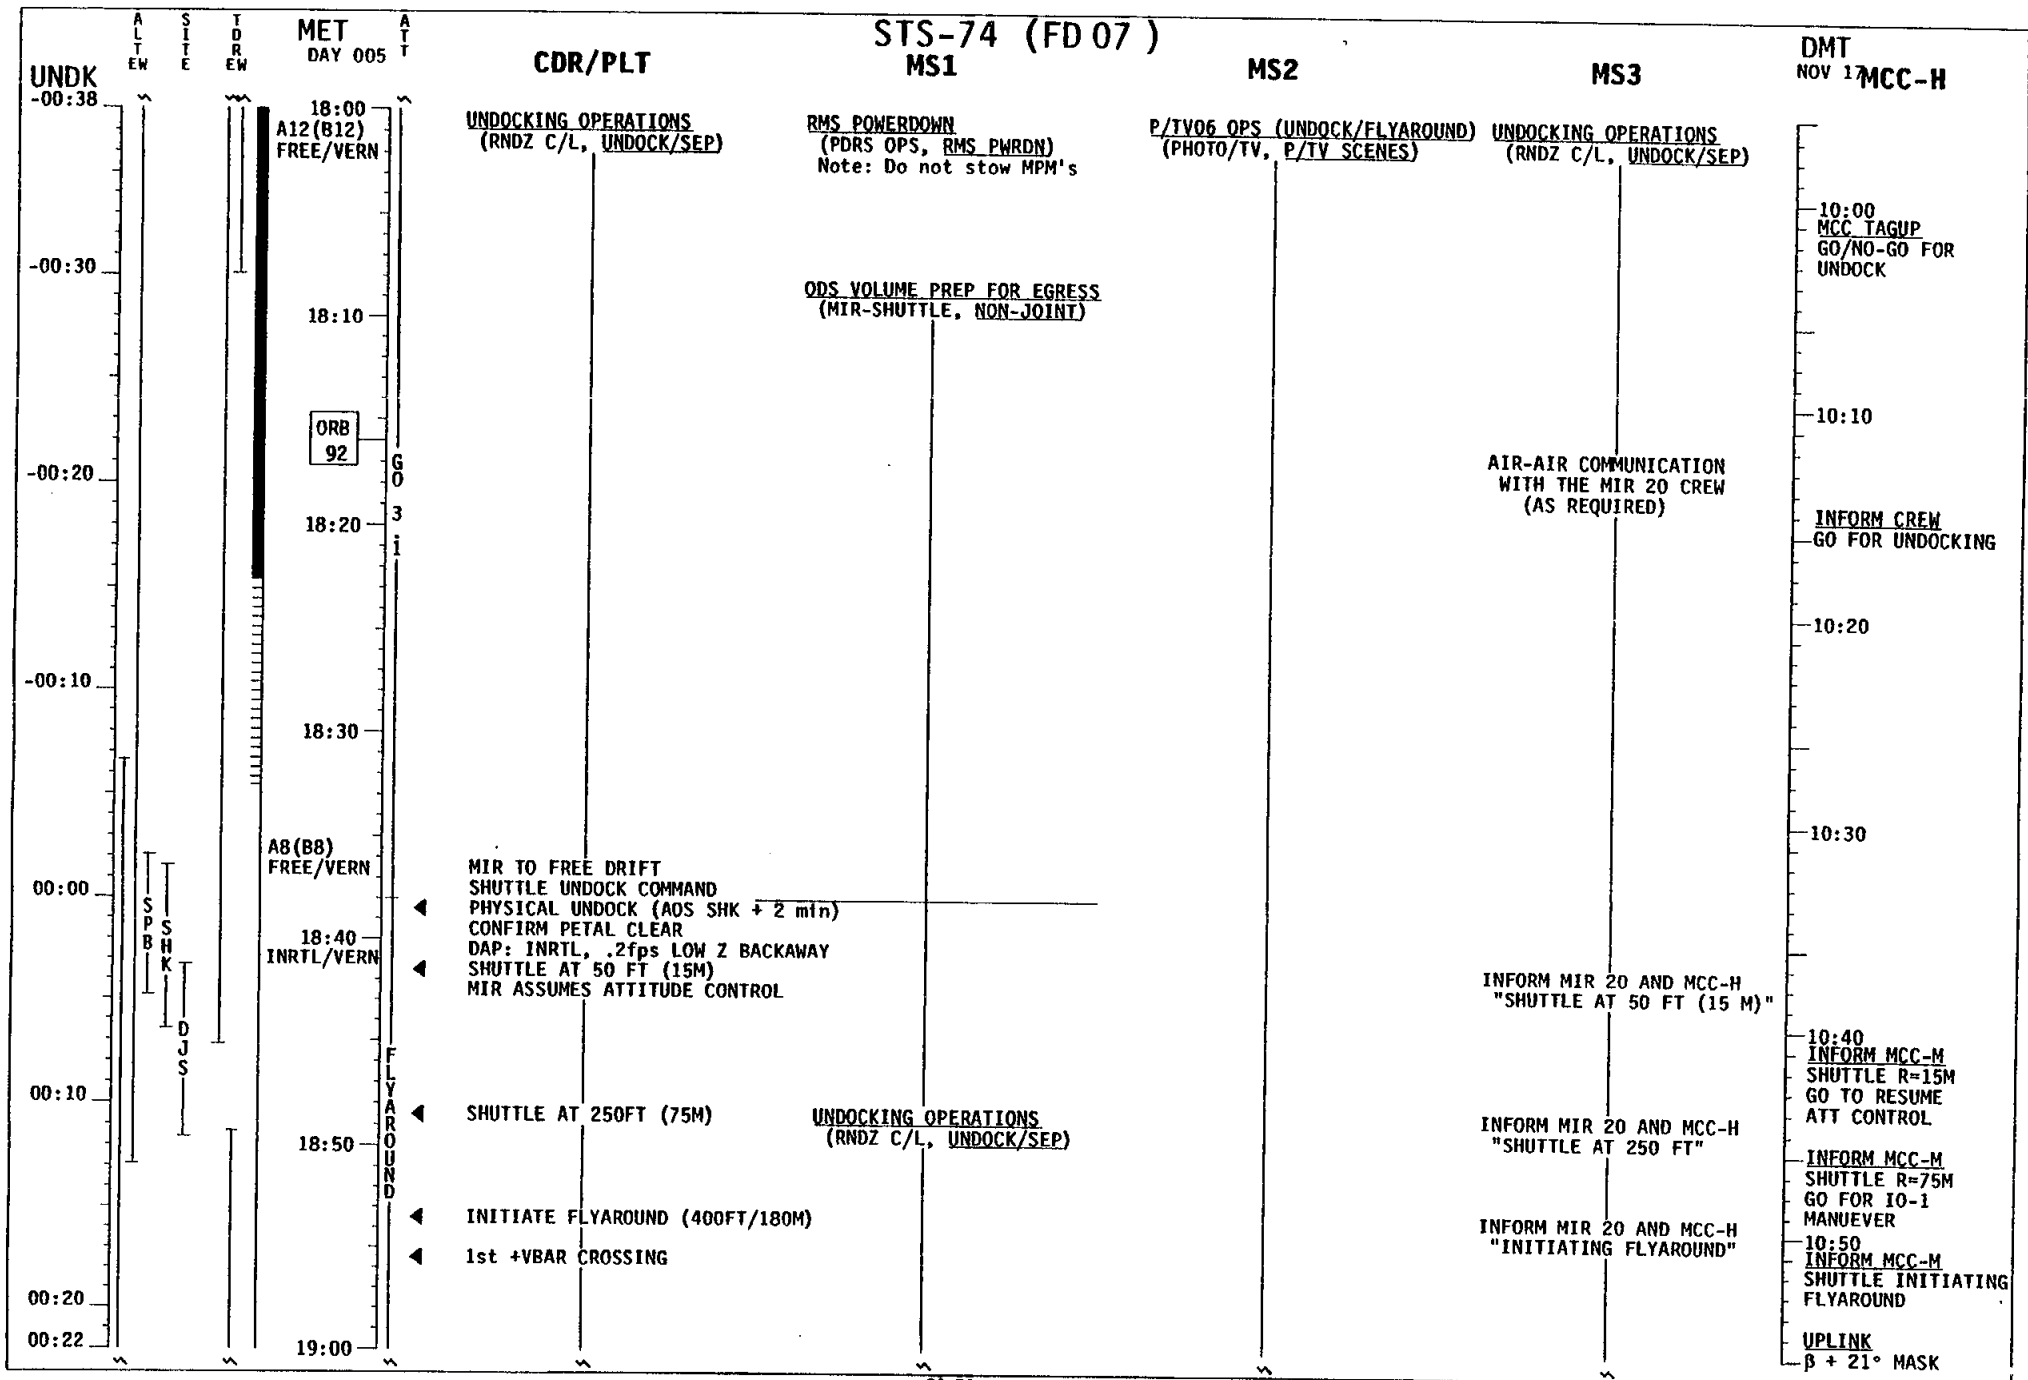 STS-74 (FD 07 )
ALT EW
SITE
TDR EW
MET
DAY 005
ATT
UNDK
CDR/PLT
MS1
MS2
MS3
DMT
NOV 17
MCC-H
-00:38
-00:30
-00:20
-00:10
00:00
00:10
00:20
00:22
SPB
SHK
DJS
18:00
A12(B12)
FREE/VERN
18:10
ORB
92
18:20
18:30
A8(B8)
FREE/VERN
18:40
INRTL/VERN
18:50
19:00
GO 3.1
FLYAROUND
UNDOCKING OPERATIONS
(RNDZ C/L, UNDOCK/SEP)
MIR TO FREE DRIFT
SHUTTLE UNDOCK COMMAND
PHYSICAL UNDOCK (AOS SHK + 2 min)
CONFIRM PETAL CLEAR
DAP: INRTL, .2fps LOW Z BACKAWAY
SHUTTLE AT 50 FT (15M)
MIR ASSUMES ATTITUDE CONTROL
SHUTTLE AT 250FT (75M)
INITIATE FLYAROUND (400FT/180M)
1st +VBAR CROSSING
RMS POWERDOWN
(PDRS OPS, RMS PWRDN)
Note: Do not stow MPM's
ODS VOLUME PREP FOR EGRESS
(MIR-SHUTTLE, NON-JOINT)
UNDOCKING OPERATIONS
(RNDZ C/L, UNDOCK/SEP)
P/TV06 OPS (UNDOCK/FLYAROUND)
(PHOTO/TV, P/TV SCENES)
UNDOCKING OPERATIONS
(RNDZ C/L, UNDOCK/SEP)
AIR-AIR COMMUNICATION
WITH THE MIR 20 CREW
(AS REQUIRED)
INFORM MIR 20 AND MCC-H
"SHUTTLE AT 50 FT (15 M)"
INFORM MIR 20 AND MCC-H
"SHUTTLE AT 250 FT"
INFORM MIR 20 AND MCC-H
"INITIATING FLYAROUND"
10:00
MCC TAGUP
GO/NO-GO FOR
UNDOCK
10:10
INFORM CREW
GO FOR UNDOCKING
10:20
10:30
10:40
INFORM MCC-M
SHUTTLE R=15M
GO TO RESUME
ATT CONTROL
INFORM MCC-M
SHUTTLE R=75M
GO FOR IO-1
MANUEVER
10:50
INFORM MCC-M
SHUTTLE INITIATING
FLYAROUND
UPLINK
β + 21° MASK